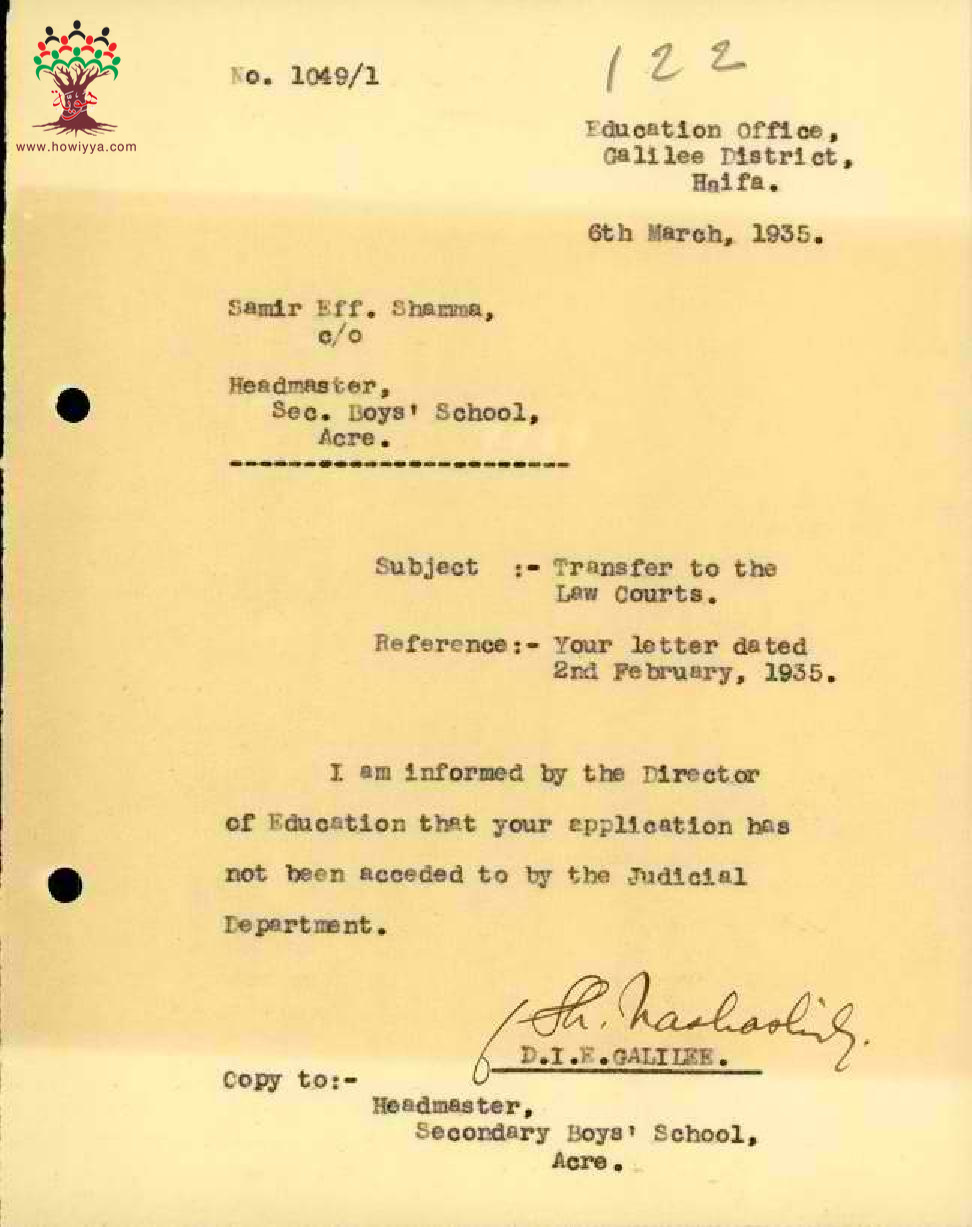 هوية
www.howiyya.com
No. 1049/1
122
Education Office,
Galilee District,
Haifa.
6th March, 1935.
Samir Eff. Shamma,
c/o
Headmaster,
Sec. Boys' School,
Acre.
-----------------------
Subject :- Transfer to the
Law Courts.
Reference:- Your letter dated
2nd February, 1935.
I am informed by the Director
of Education that your application has
not been acceded to by the Judicial
Department.
Sh. Nashashiby.
D.I.E.GALILEE.
Copy to:-
Headmaster,
Secondary Boys' School,
Acre.